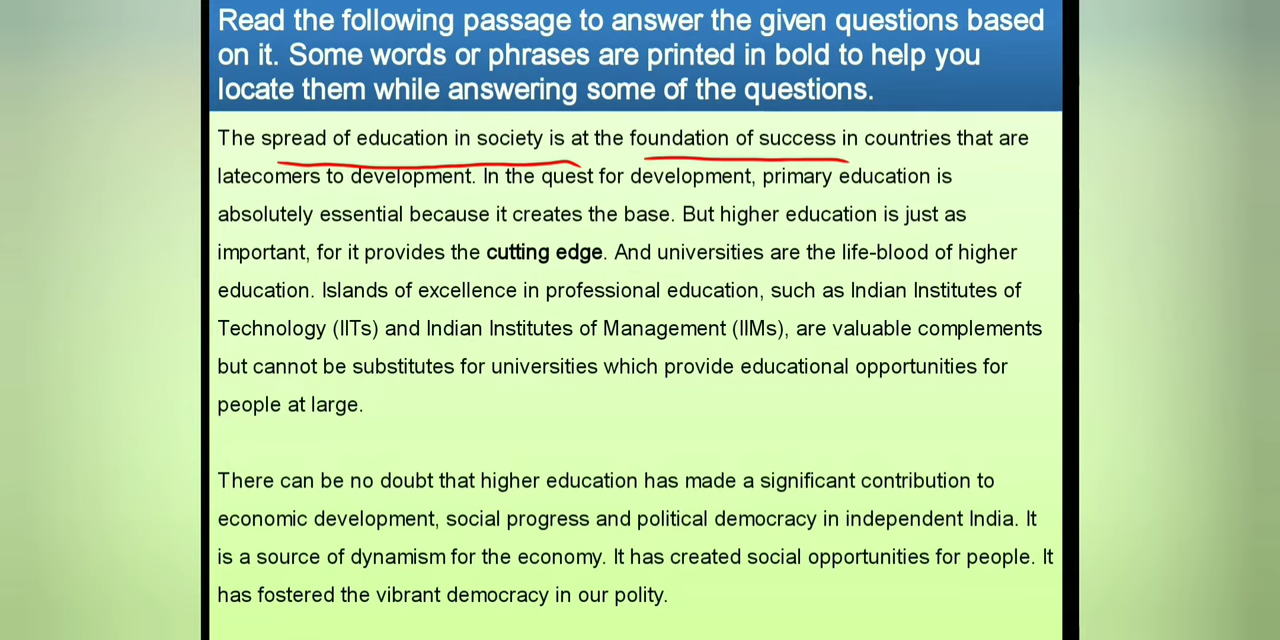 Read the following passage to answer the given questions based
on it. Some words or phrases are printed in bold to help you
locate them while answering some of the questions.
The spread of education in society is at the foundation of success in countries that are
latecomers to development. In the quest for development, primary education is
absolutely essential because it creates the base. But higher education is just as
important, for it provides the cutting edge. And universities are the life-blood of higher
education. Islands of excellence in professional education, such as Indian Institutes of
Technology (IITs) and Indian Institutes of Management (IIMs), are valuable complements
but cannot be substitutes for universities which provide educational opportunities for
people at large.
There can be no doubt that higher education has made a significant contribution to
economic development, social progress and political democracy in independent India. It
is a source of dynamism for the economy. It has created social opportunities for people. It
has fostered the vibrant democracy in our polity.